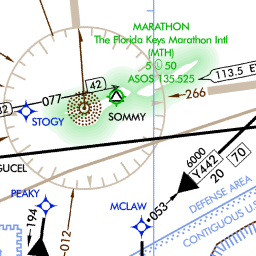 MARATHON
The Florida Keys Marathon Intl
(MTH)
5 L 50
ASOS 135.525
113.5 E
42
077
266
STOGY
SOMMY
GUCEL
6000
Y442
70
20
PEAKY
MCLAW
053
194
012
DEFENSE AREA
CONTIGUOUS U.S.